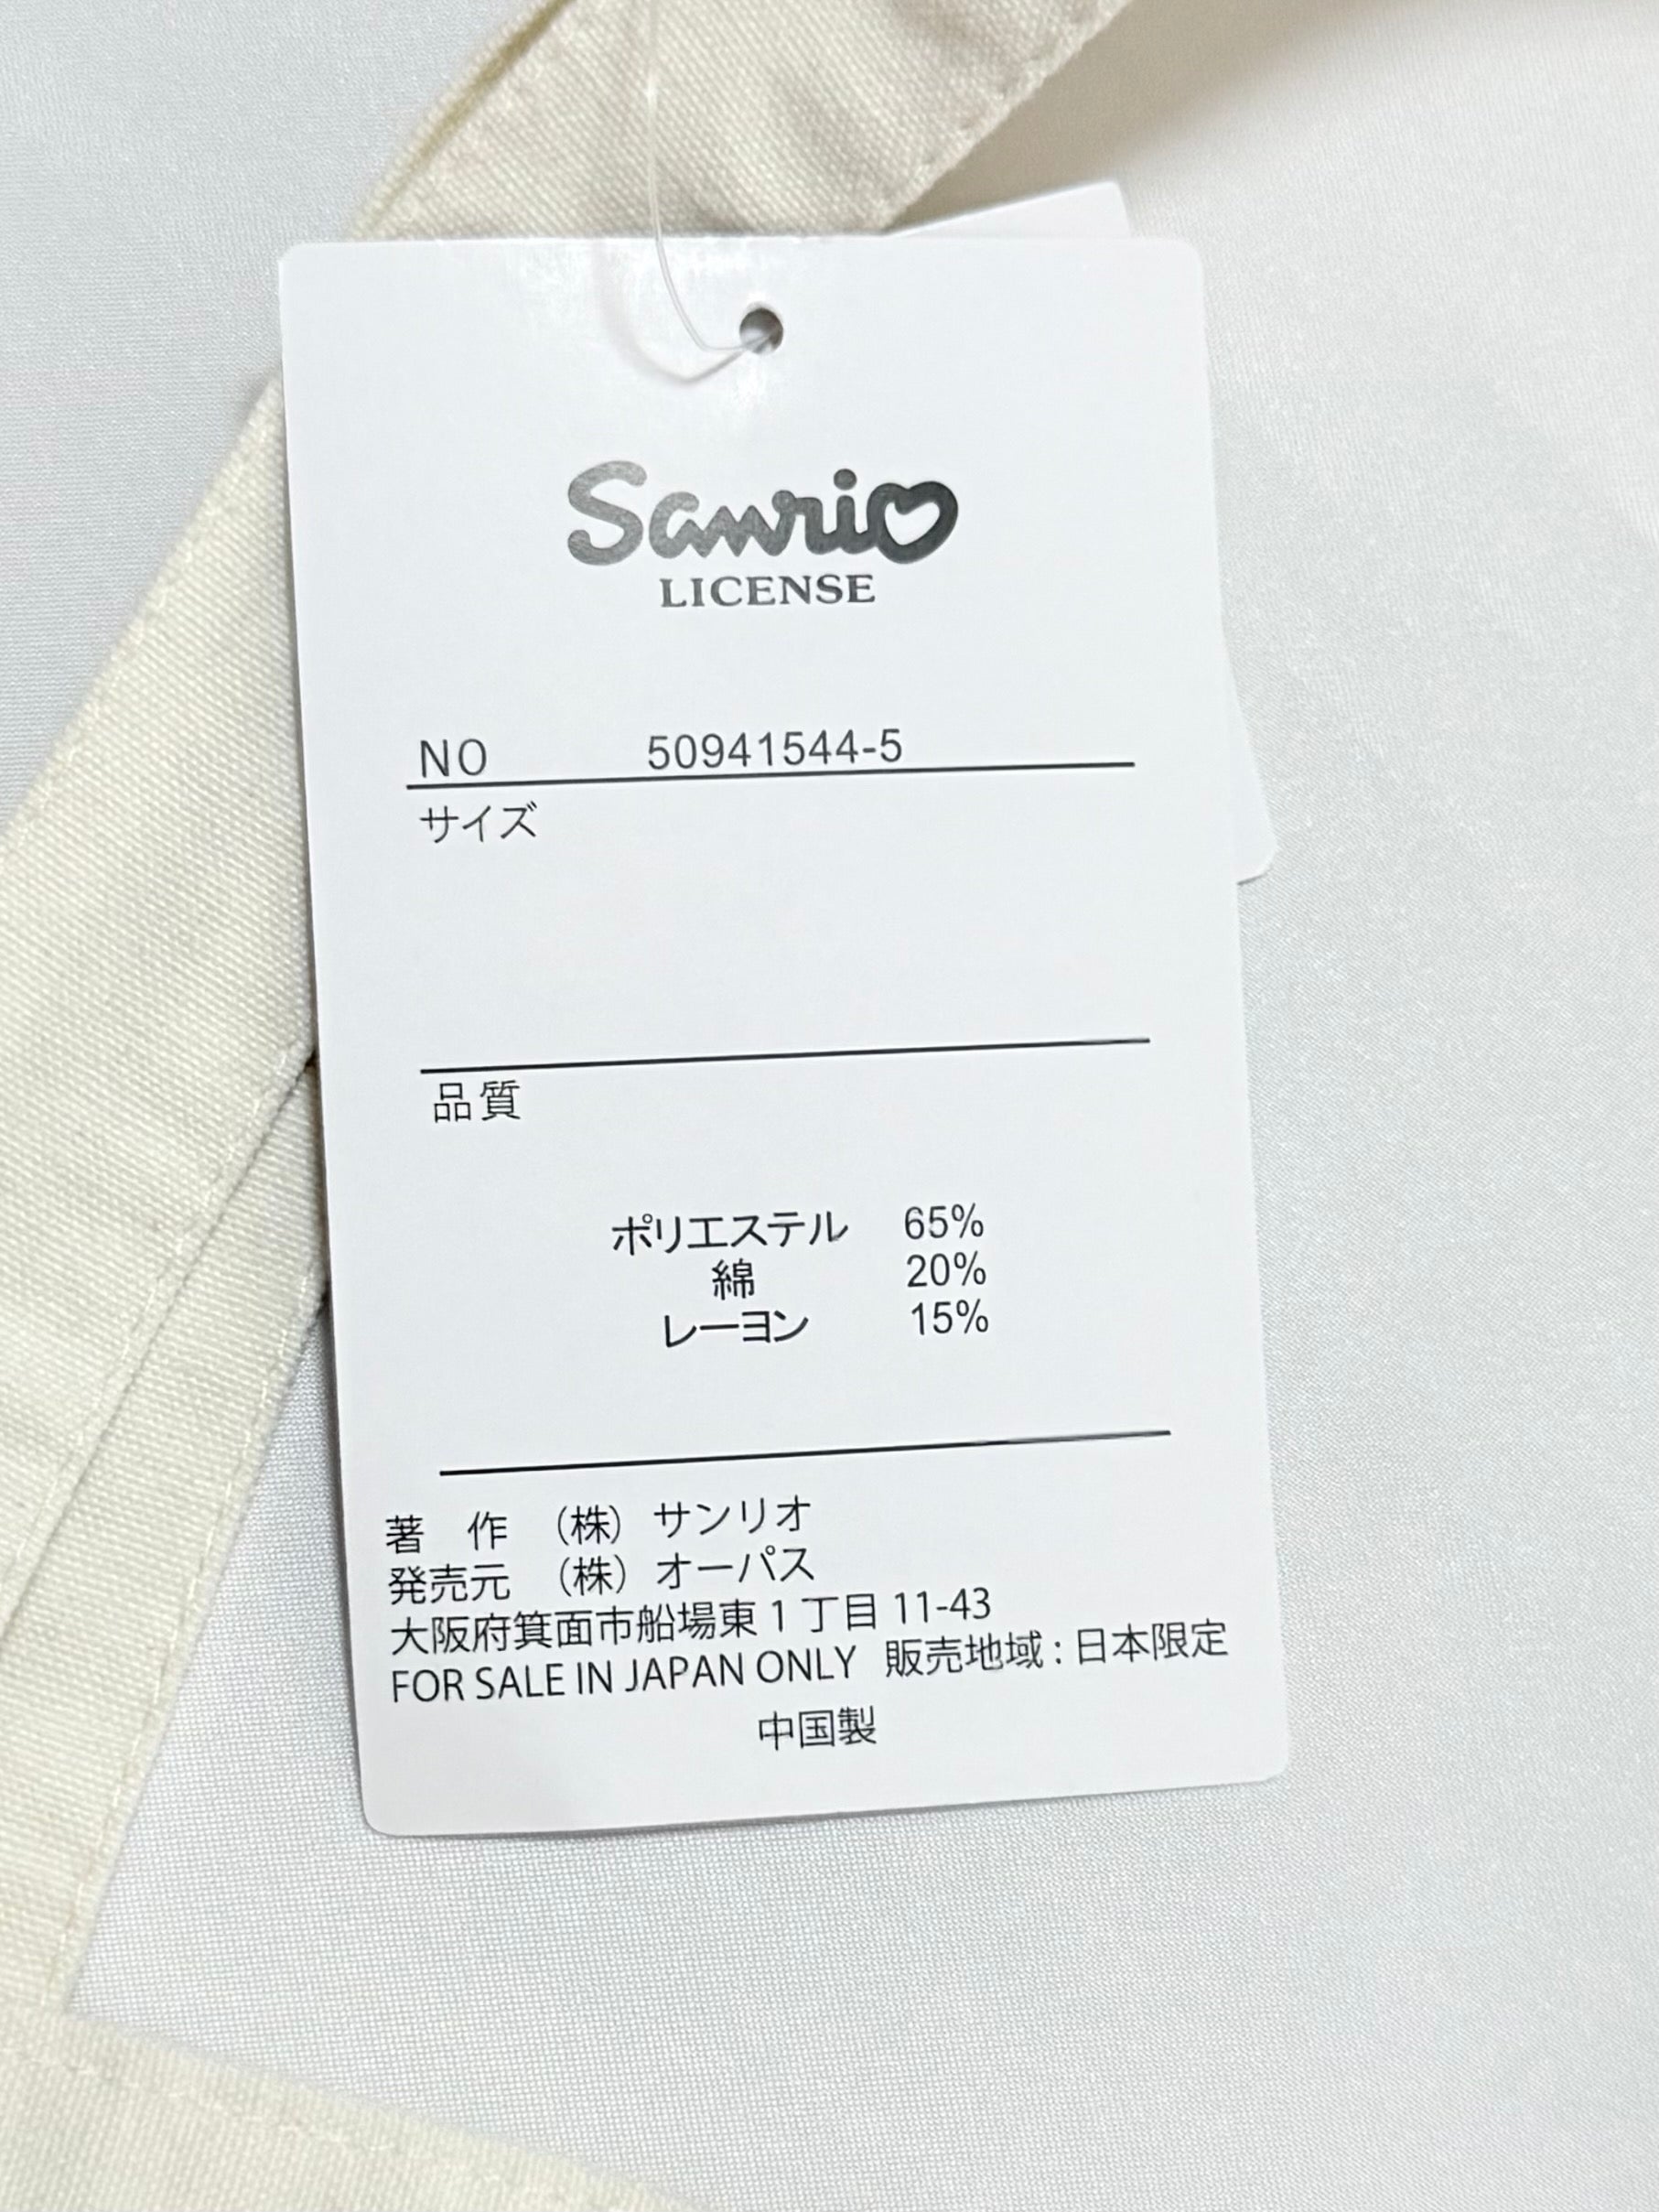 Sanrio
LICENSE
NO 50941544-5
サイズ
品質
ポリエステル 65%
綿 20%
レーヨン 15%
著 作 (株) サンリオ
発売元 (株) オーパス
大阪府箕面市船場東1丁目11-43
FOR SALE IN JAPAN ONLY 販売地域:日本限定
中国製